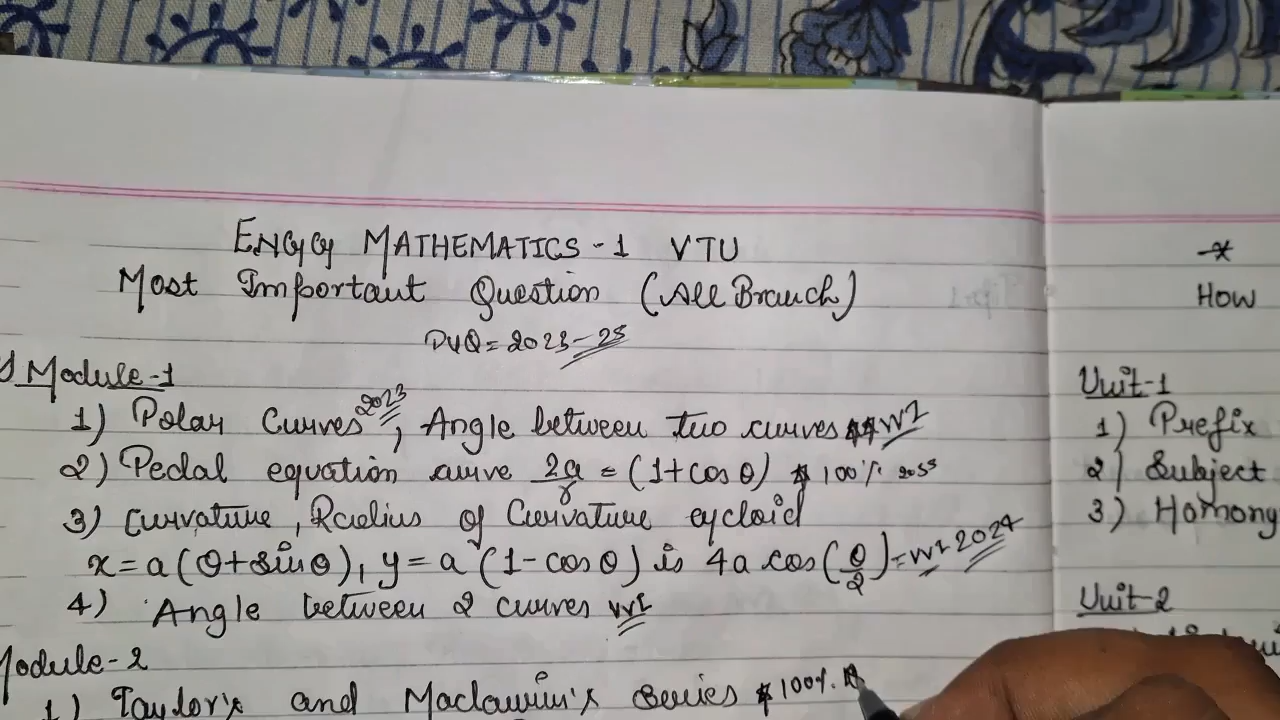 ENGG MATHEMATICS-1 VTU
Most Important Question (All Branch)
PYQ=2023-25
Module-1
1) Polar Curves 2023, Angle between two curves VVI
2) Pedal equation curve 2a/r = (1+cos θ) 100%
3) Curvature, Radius of Curvature cycloid
x=a(θ+sinθ), y=a(1-cosθ) is 4a cos(θ/2)=VVI 2024
4) Angle between 2 curves VVI
Module-2
1) Taylor's and Maclaurin's series 100%.
*
How
Unit-1
1) Prefix
2) Subject
3) Homony
Unit-2